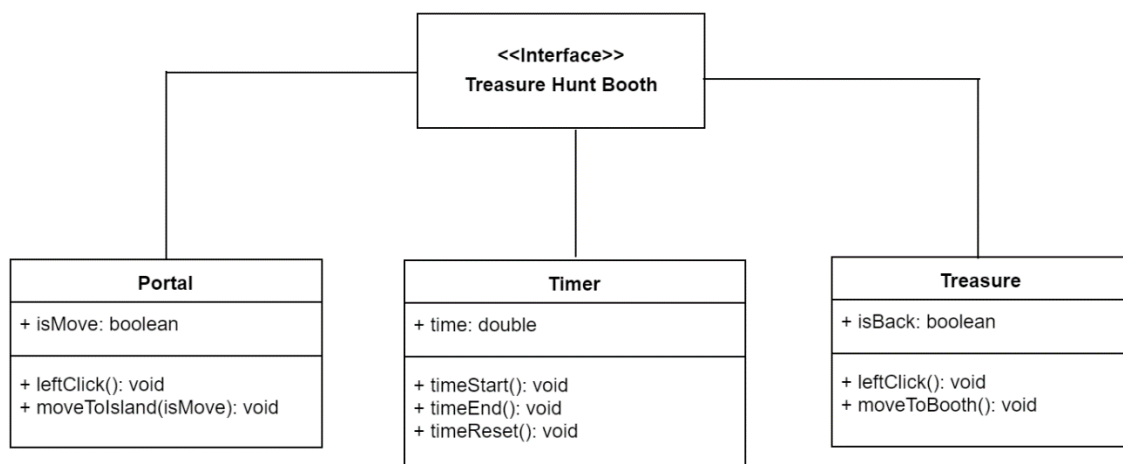 <<Interface>>
Treasure Hunt Booth
Portal
+ isMove: boolean
+ leftClick(): void
+ moveToIsland(isMove): void
Timer
+ time: double
+ timeStart(): void
+ timeEnd(): void
+ timeReset(): void
Treasure
+ isBack: boolean
+ leftClick(): void
+ moveToBooth(): void